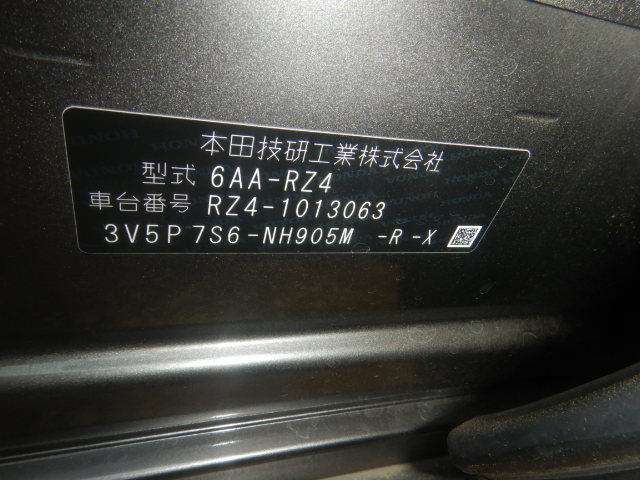 本田技研工業株式会社
型式 6AA-RZ4
車台番号 RZ4-1013063
3V5P7S6-NH905M -R -X